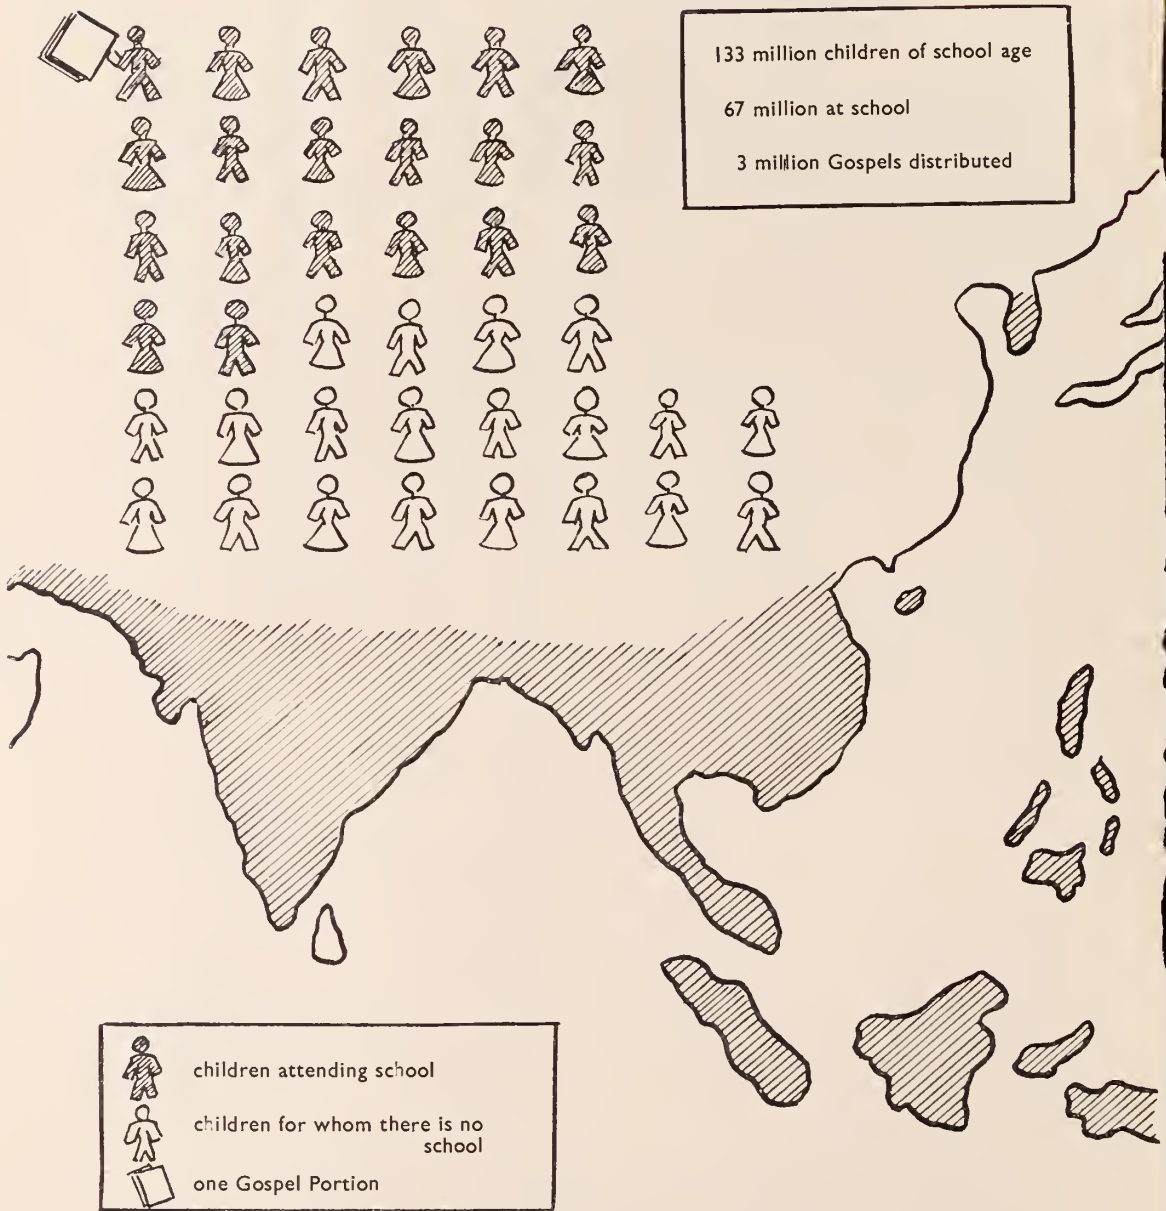 133 million children of school age
67 million at school
3 million Gospels distributed
children attending school
children for whom there is no
school
one Gospel Portion